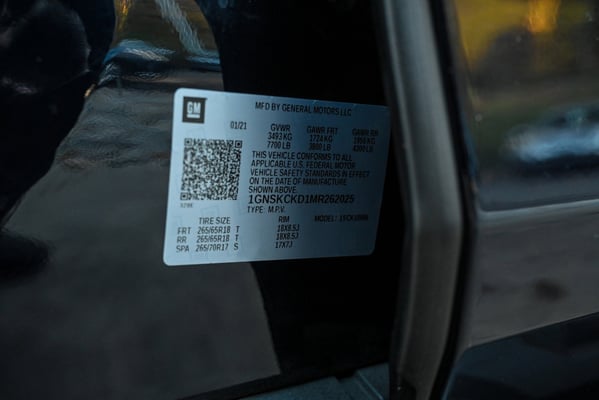 GM
MFD BY GENERAL MOTORS LLC
01/21 GVWR GAWR FRT GAWR RR
3493 KG 1724 KG
7700 LB 3800 LB
THIS VEHICLE CONFORMS TO ALL
APPLICABLE U.S. FEDERAL MOTOR
VEHICLE SAFETY STANDARDS IN EFFECT
ON THE DATE OF MANUFACTURE
SHOWN ABOVE.
1GNSKCKD1MR262025
TYPE: M.P.V. MODEL:
TIRE SIZE RIM
FRT 265/65R18 T 18X8.5J
RR 265/65R18 T 18X8.5J
SPA 265/70R17 S 17X7J